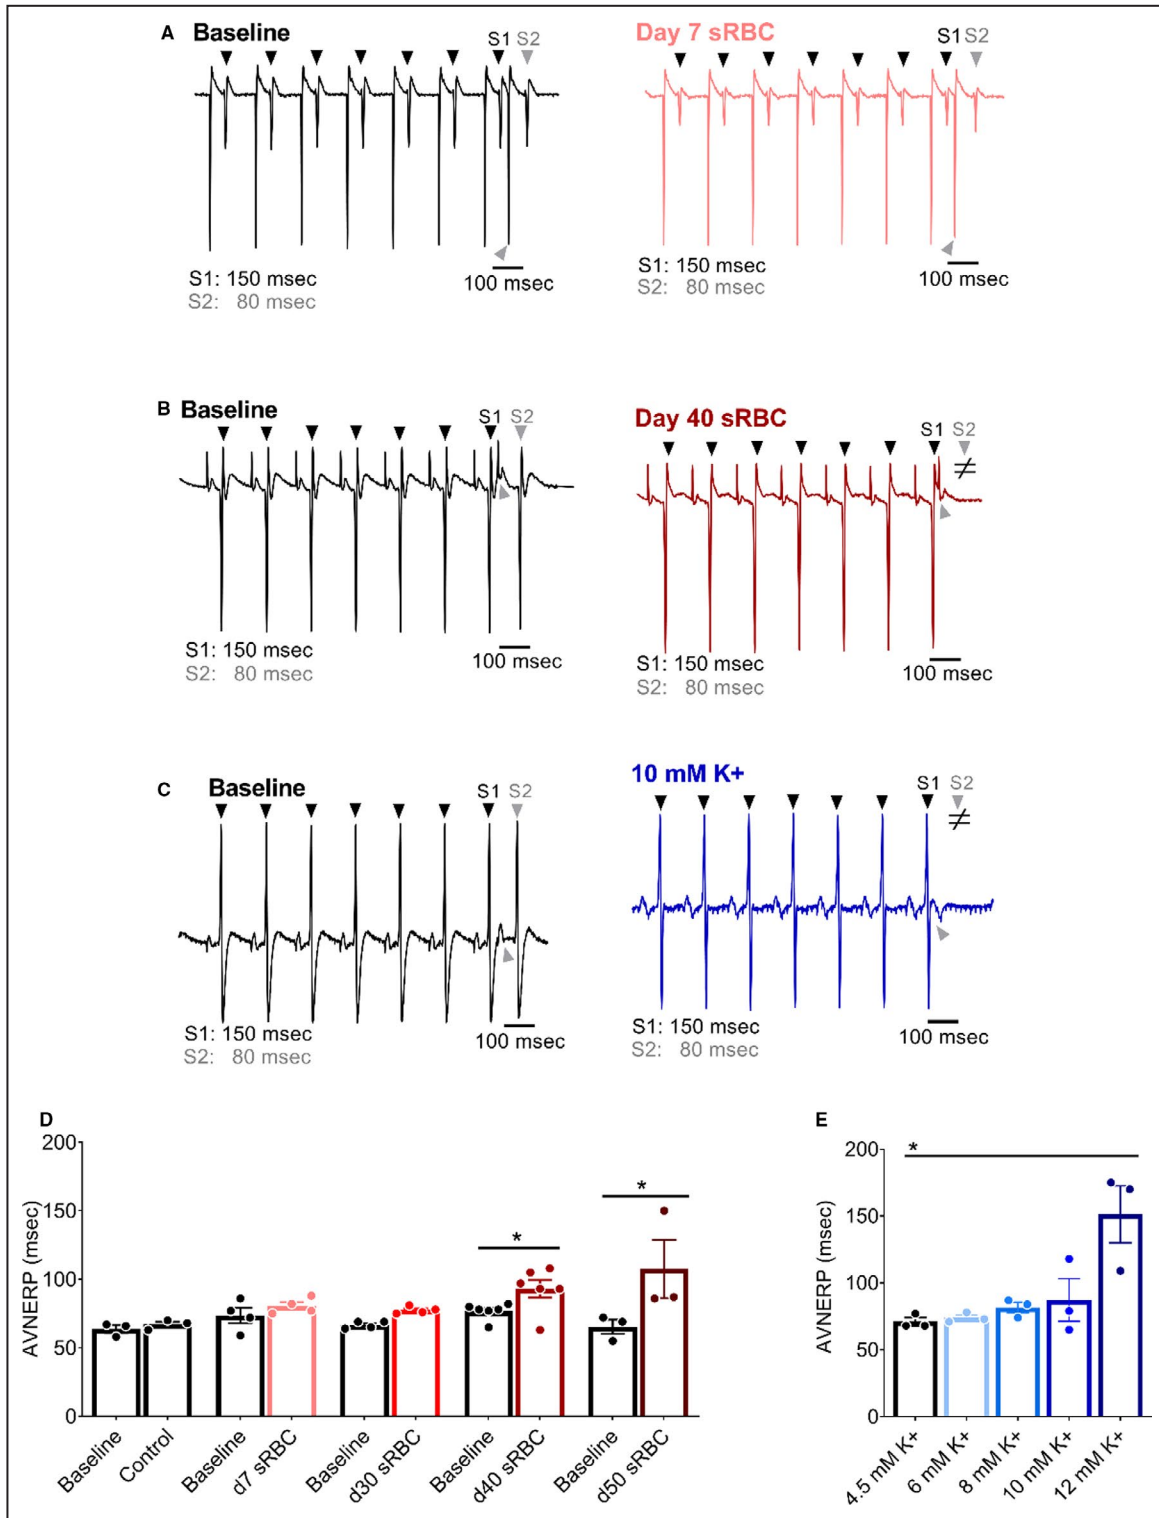 A Baseline
S1 S2
S1: 150 msec
S2: 80 msec
100 msec
Day 7 sRBC
S1 S2
S1: 150 msec
S2: 80 msec
100 msec
B Baseline
S1 S2
S1: 150 msec
S2: 80 msec
100 msec
Day 40 sRBC
S1 S2
≠
S1: 150 msec
S2: 80 msec
100 msec
C Baseline
S1 S2
S1: 150 msec
S2: 80 msec
100 msec
10 mM K+
S1 S2
≠
S1: 150 msec
S2: 80 msec
100 msec
D
AVNERP (msec)
200
150
100
50
0
*
*
Baseline
Control
Baseline
d7 sRBC
Baseline
d30 sRBC
Baseline
d40 sRBC
Baseline
d50 sRBC
E
AVNERP (msec)
200
150
100
50
0
*
4.5 mM K+
6 mM K+
8 mM K+
10 mM K+
12 mM K+